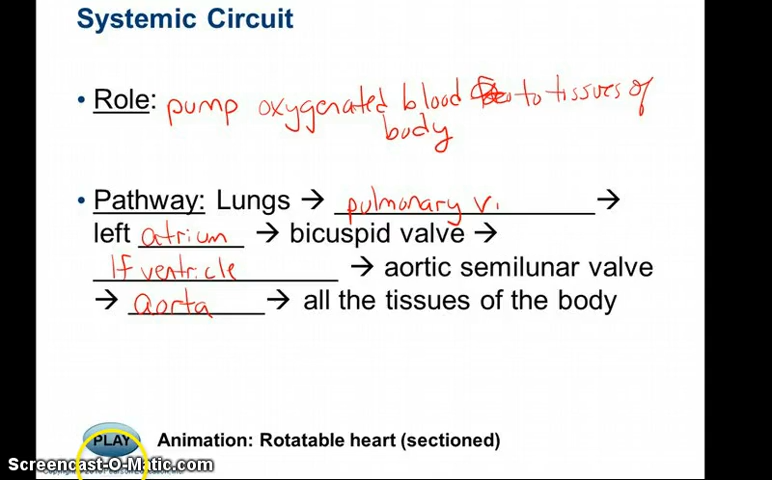 Systemic Circuit
• Role: pump oxygenated blood to tissues of
body
• Pathway: Lungs → pulmonary v. →
left atrium → bicuspid valve →
lf ventricle → aortic semilunar valve
→ aorta → all the tissues of the body
PLAY Animation: Rotatable heart (sectioned)
Screencast-O-Matic.com